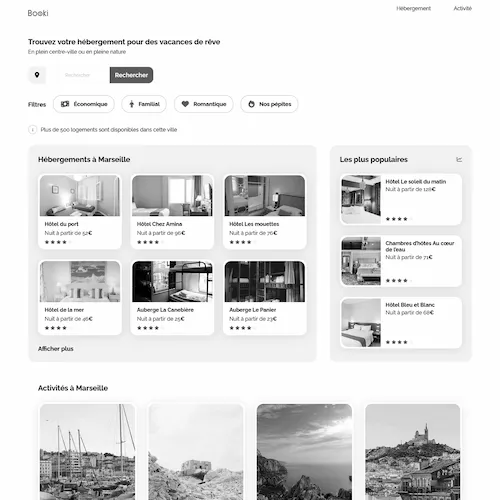 Booki
Hébergement
Activité
Trouvez votre hébergement pour des vacances de rêve
En plein centre-ville ou en pleine nature
Rechercher
Rechercher
Filtres
Économique
Familial
Romantique
Nos pépites
i
Plus de 500 logements sont disponibles dans cette ville
Hébergements à Marseille
Hôtel du port
Nuit à partir de 52€
Hôtel Chez Amina
Nuit à partir de 96€
Hôtel Les mouettes
Nuit à partir de 76€
Hôtel de la mer
Nuit à partir de 46€
Auberge La Canebière
Nuit à partir de 25€
Auberge Le Panier
Nuit à partir de 23€
Afficher plus
Les plus populaires
Hôtel Le soleil du matin
Nuit à partir de 128€
Chambres d'hôtes Au cœur
de l'eau
Nuit à partir de 71€
Hôtel Bleu et Blanc
Nuit à partir de 68€
Activités à Marseille